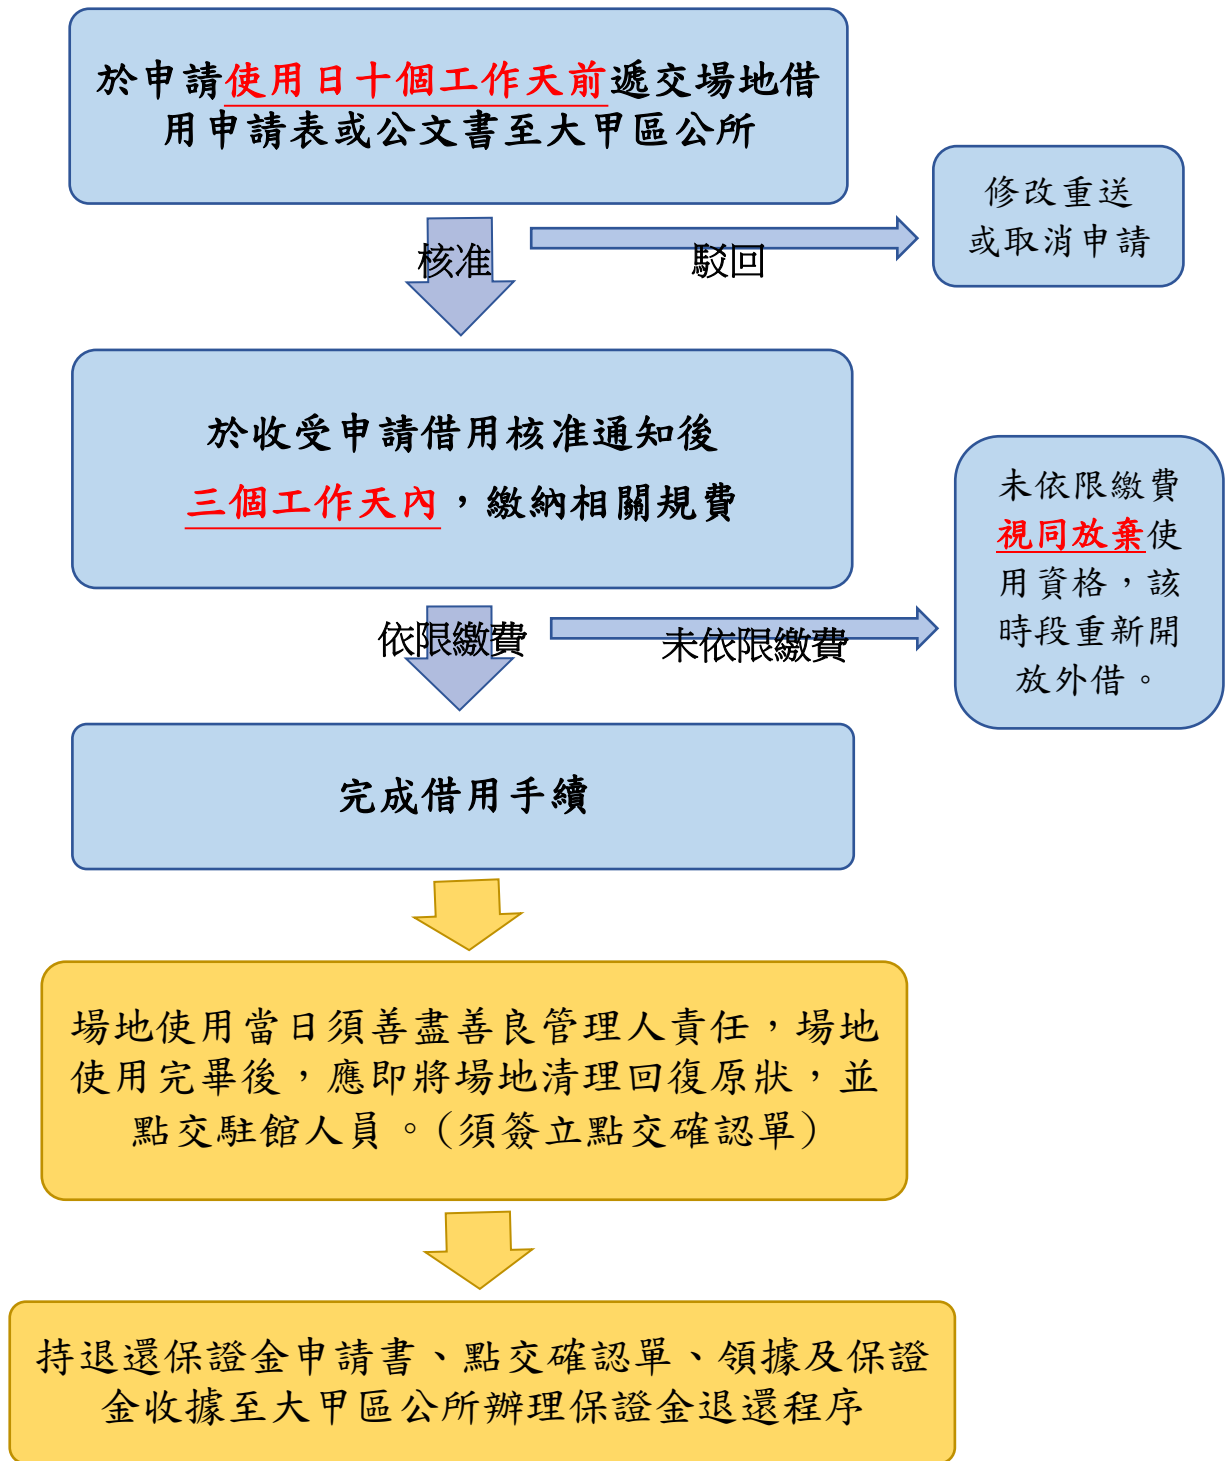 於申請使用日十個工作天前遞交場地借
用申請表或公文書至大甲區公所
修改重送
或取消申請
核准
駁回
於收受申請借用核准通知後
三個工作天內，繳納相關規費
未依限繳費
視同放棄使
用資格，該
時段重新開
放外借。
依限繳費
未依限繳費
完成借用手續
場地使用當日須善盡善良管理人責任，場地
使用完畢後，應即將場地清理回復原狀，並
點交駐館人員。(須簽立點交確認單)
持退還保證金申請書、點交確認單、領據及保證
金收據至大甲區公所辦理保證金退還程序